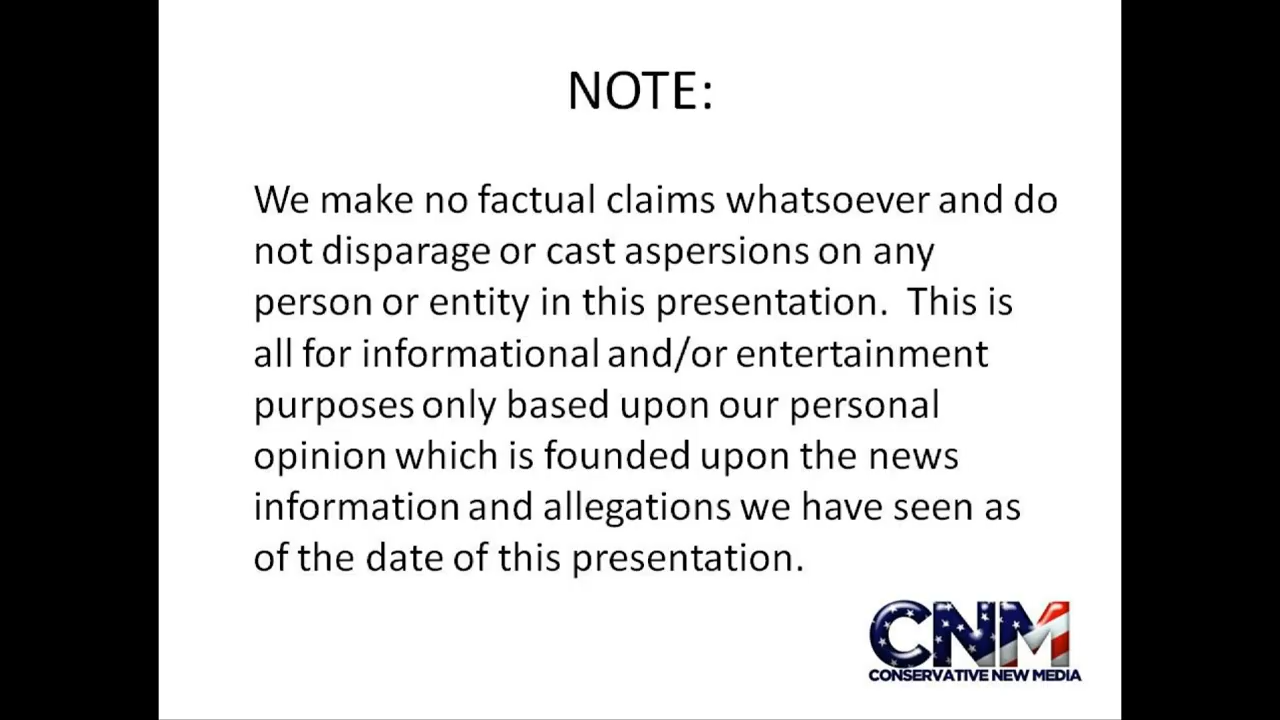 NOTE:
We make no factual claims whatsoever and do
not disparage or cast aspersions on any
person or entity in this presentation.  This is
all for informational and/or entertainment
purposes only based upon our personal
opinion which is founded upon the news
information and allegations we have seen as
of the date of this presentation.
CNM
CONSERVATIVE NEW MEDIA